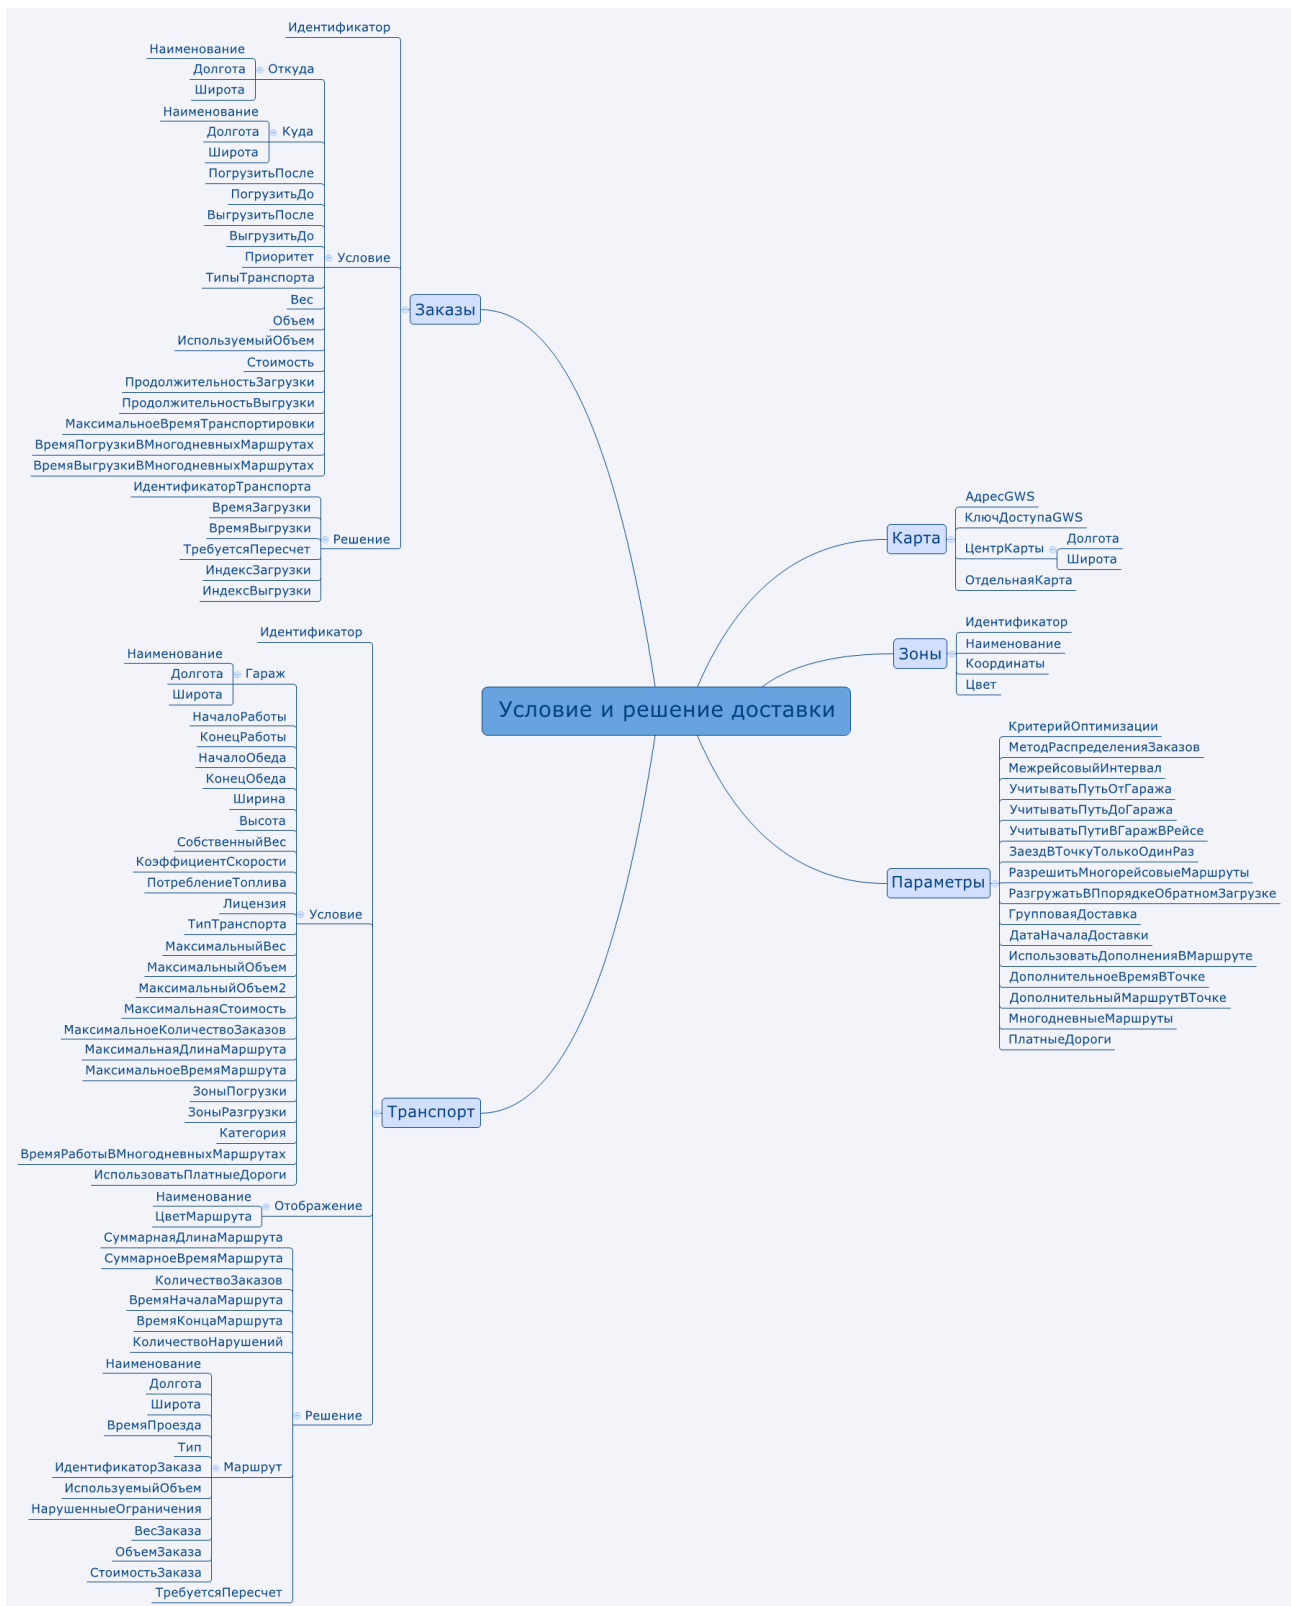 Идентификатор
Наименование
Долгота
Откуда
Широта
Наименование
Долгота
Куда
Широта
ПогрузитьПосле
ПогрузитьДо
ВыгрузитьПосле
ВыгрузитьДо
Приоритет
Условие
ТипыТранспорта
Вес
Объем
ИспользуемыйОбъем
Стоимость
ПродолжительностьЗагрузки
ПродолжительностьВыгрузки
МаксимальноеВремяТранспортировки
ВремяПогрузкиВМногодневныхМаршрутах
ВремяВыгрузкиВМногодневныхМаршрутах
Заказы
ИдентификаторТранспорта
ВремяЗагрузки
ВремяВыгрузки
ТребуетсяПересчет
Решение
ИндексЗагрузки
ИндексВыгрузки
АдресGWS
КлючДоступаGWS
Карта
ЦентрКарты
Долгота
Широта
ОтдельнаяКарта
Идентификатор
Наименование
Зоны
Координаты
Цвет
Условие и решение доставки
КритерийОптимизации
МетодРаспределенияЗаказов
МежрейсовыйИнтервал
УчитыватьПутьОтГаража
УчитыватьПутьДоГаража
УчитыватьПутиВГаражВРейсе
ЗаездВТочкуТолькоОдинРаз
РазрешитьМногорейсовыеМаршруты
Параметры
РазгружатьВПпорядкеОбратномЗагрузке
ГрупповаяДоставка
ДатаНачалаДоставки
ИспользоватьДополненияВМаршруте
ДополнительноеВремяВТочке
ДополнительныйМаршрутВТочке
МногодневныеМаршруты
ПлатныеДороги
Идентификатор
Наименование
Долгота
Гараж
Широта
НачалоРаботы
КонецРаботы
НачалоОбеда
КонецОбеда
Ширина
Высота
СобственныйВес
КоэффициентСкорости
ПотреблениеТоплива
Лицензия
Условие
ТипТранспорта
МаксимальныйВес
МаксимальныйОбъем
МаксимальныйОбъем2
МаксимальнаяСтоимость
МаксимальноеКоличествоЗаказов
МаксимальнаяДлинаМаршрута
МаксимальноеВремяМаршрута
ЗоныПогрузки
ЗоныРазгрузки
Транспорт
Категория
ВремяРаботыВМногодневныхМаршрутах
ИспользоватьПлатныеДороги
Наименование
Отображение
ЦветМаршрута
СуммарнаяДлинаМаршрута
СуммарноеВремяМаршрута
КоличествоЗаказов
ВремяНачалаМаршрута
ВремяКонцаМаршрута
КоличествоНарушений
Наименование
Долгота
Широта
Решение
ВремяПроезда
Тип
ИдентификаторЗаказа
Маршрут
ИспользуемыйОбъем
НарушенныеОграничения
ВесЗаказа
ОбъемЗаказа
СтоимостьЗаказа
ТребуетсяПересчет